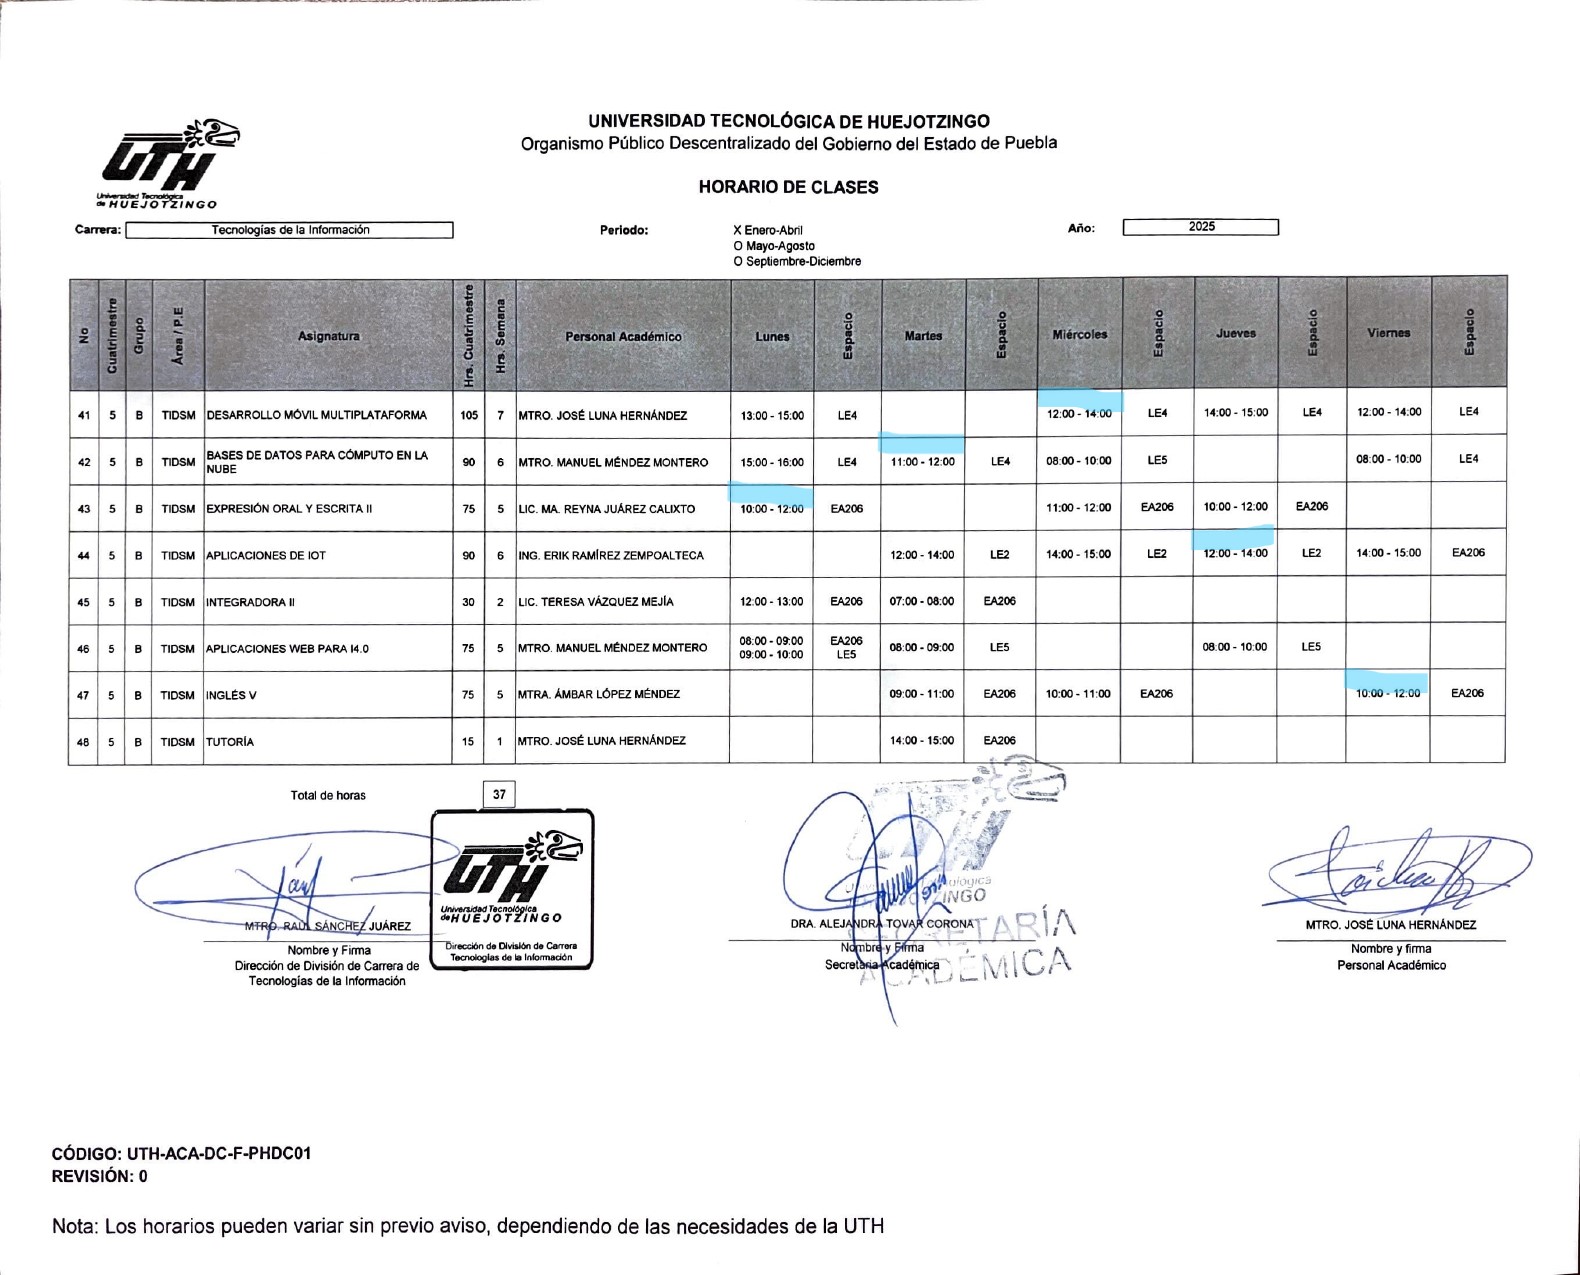 UNIVERSIDAD TECNOLÓGICA DE HUEJOTZINGO
Organismo Público Descentralizado del Gobierno del Estado de Puebla
UTH
Universidad Tecnológica
de HUEJOTZINGO
HORARIO DE CLASES
Carrera: Tecnologías de la Información Periodo: X Enero-Abril Año: 2025
O Mayo-Agosto
O Septiembre-Diciembre
No Cuatrimestre Grupo Área / P.E Asignatura Hrs. Cuatrimestre Hrs. Semana Personal Académico Lunes Espacio Martes Espacio Miércoles Espacio Jueves Espacio Viernes Espacio
41 5 B TIDSM DESARROLLO MÓVIL MULTIPLATAFORMA 105 7 MTRO. JOSÉ LUNA HERNÁNDEZ 13:00 - 15:00 LE4 12:00 - 14:00 LE4 14:00 - 15:00 LE4 12:00 - 14:00 LE4
42 5 B TIDSM BASES DE DATOS PARA CÓMPUTO EN LA NUBE 90 6 MTRO. MANUEL MÉNDEZ MONTERO 15:00 - 16:00 LE4 11:00 - 12:00 LE4 08:00 - 10:00 LE5 08:00 - 10:00 LE4
43 5 B TIDSM EXPRESIÓN ORAL Y ESCRITA II 75 5 LIC. MA. REYNA JUÁREZ CALIXTO 10:00 - 12:00 EA206 11:00 - 12:00 EA206 10:00 - 12:00 EA206
44 5 B TIDSM APLICACIONES DE IOT 90 6 ING. ERIK RAMÍREZ ZEMPOALTECA 12:00 - 14:00 LE2 14:00 - 15:00 LE2 12:00 - 14:00 LE2 14:00 - 15:00 EA206
45 5 B TIDSM INTEGRADORA II 30 2 LIC. TERESA VÁZQUEZ MEJÍA 12:00 - 13:00 EA206 07:00 - 08:00 EA206
46 5 B TIDSM APLICACIONES WEB PARA I4.0 75 5 MTRO. MANUEL MÉNDEZ MONTERO 08:00 - 09:00 EA206 08:00 - 09:00 LE5 08:00 - 10:00 LE5
09:00 - 10:00 LE5
47 5 B TIDSM INGLÉS V 75 5 MTRA. ÁMBAR LÓPEZ MÉNDEZ 09:00 - 11:00 EA206 10:00 - 11:00 EA206 10:00 - 12:00 EA206
48 5 B TIDSM TUTORÍA 15 1 MTRO. JOSÉ LUNA HERNÁNDEZ 14:00 - 15:00 EA206
Total de horas 37
MTRO. RAÚL SÁNCHEZ JUÁREZ
Nombre y Firma
Dirección de División de Carrera de
Tecnologías de la Información
UTH
Universidad Tecnológica
de HUEJOTZINGO
Dirección de División de Carrera
Tecnologías de la Información
DRA. ALEJANDRA TOVAR CORONA
Nombre y Firma
Secretaria Académica
UTH
SECRETARÍA
ACADÉMICA
MTRO. JOSÉ LUNA HERNÁNDEZ
Nombre y firma
Personal Académico
CÓDIGO: UTH-ACA-DC-F-PHDC01
REVISIÓN: 0
Nota: Los horarios pueden variar sin previo aviso, dependiendo de las necesidades de la UTH